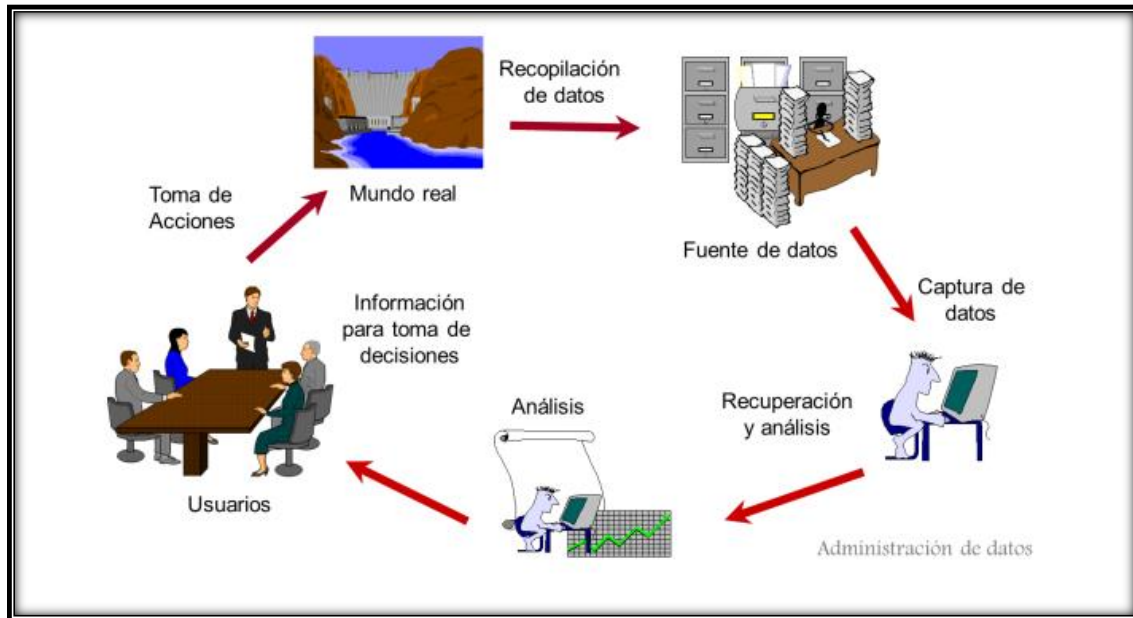 Recopilación
de datos
Mundo real
Fuente de datos
Captura de
datos
Recuperación
y análisis
Administración de datos
Análisis
Información
para toma de
decisiones
Usuarios
Toma de
Acciones